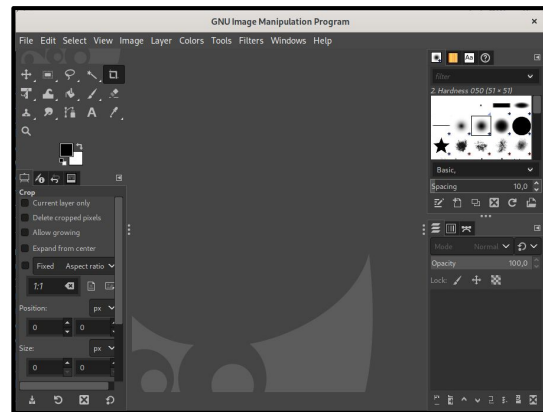 GNU Image Manipulation Program
File Edit Select View Image Layer Colors Tools Filters Windows Help
Aa
filter
2. Hardness 050 (51 × 51)
A
Basic,
Spacing 10,0
Crop
Current layer only
Delete cropped pixels
Allow growing
Expand from center
Fixed Aspect ratio
1:1
Position: px
0 0
Size: px
0 0
Mode Normal
Opacity 100,0
Lock: